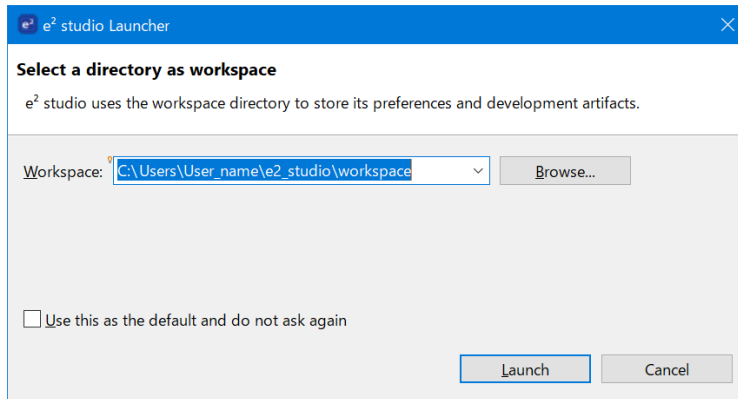 e² e² studio Launcher
Select a directory as workspace
e² studio uses the workspace directory to store its preferences and development artifacts.
Workspace: C:\Users\User_name\e2_studio\workspace Browse...
Use this as the default and do not ask again
Launch Cancel